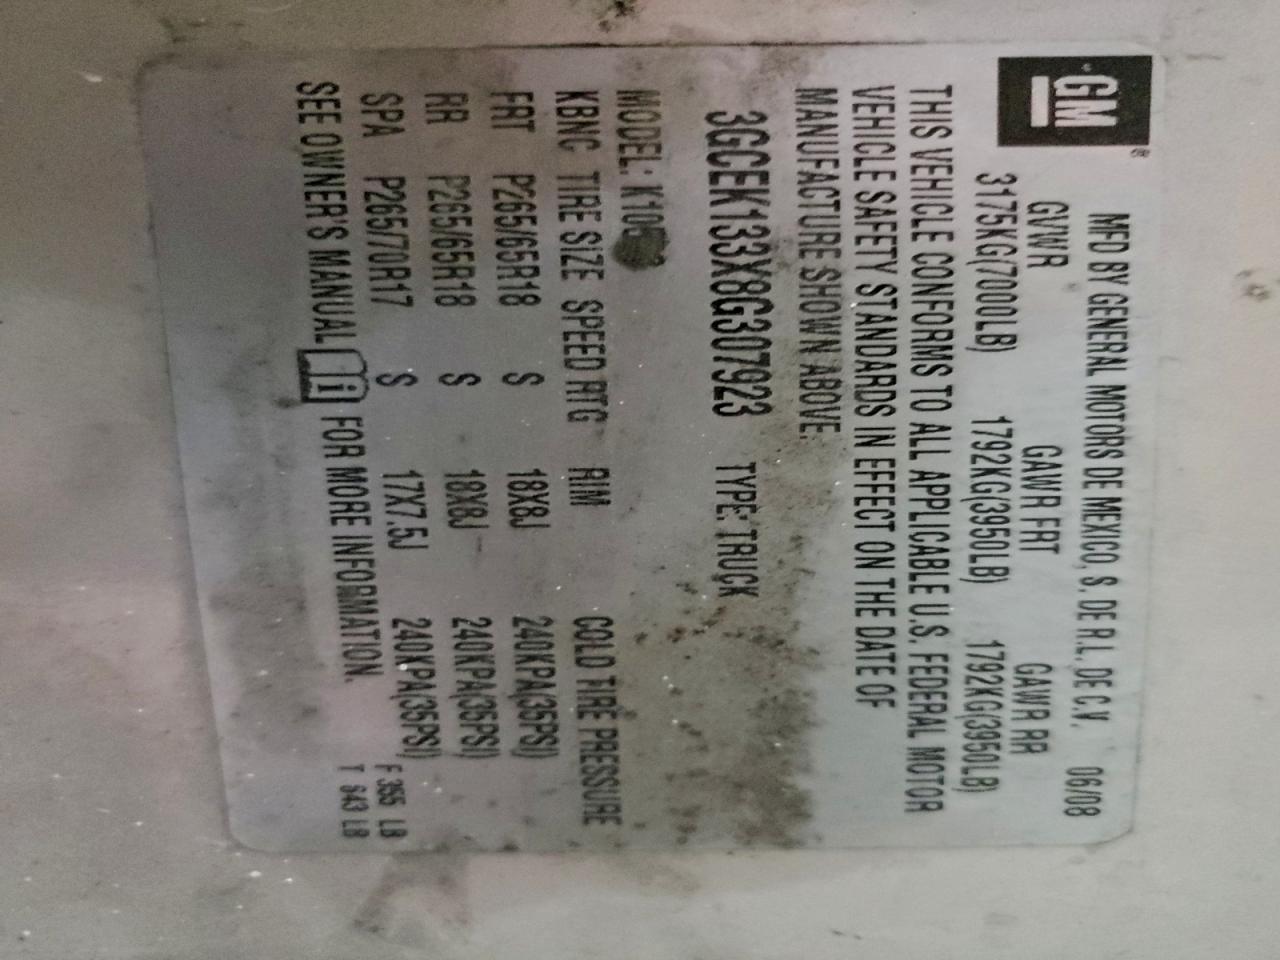 GM®
MFD BY GENERAL MOTORS DE MEXICO, S. DE R.L. DE C.V. 06/08
GVWR GAWR FRT GAWR RR
3175KG(7000LB) 1792KG(3950LB) 1792KG(3950LB)
THIS VEHICLE CONFORMS TO ALL APPLICABLE U.S. FEDERAL MOTOR
VEHICLE SAFETY STANDARDS IN EFFECT ON THE DATE OF
MANUFACTURE SHOWN ABOVE.
3GCEK133X8G307923 TYPE: TRUCK
MODEL:
KBNC TIRE SIZE SPEED RTG RIM COLD TIRE PRESSURE
FRT P265/65R18 S 18X8J 240KPA(35PSI)
RR P265/65R18 S 18X8J 240KPA(35PSI)
SPA P265/70R17 S 17X7.5J 240KPA(35PSI)
SEE OWNER'S MANUAL i FOR MORE INFORMATION.
F 355 LB
T 643 LB